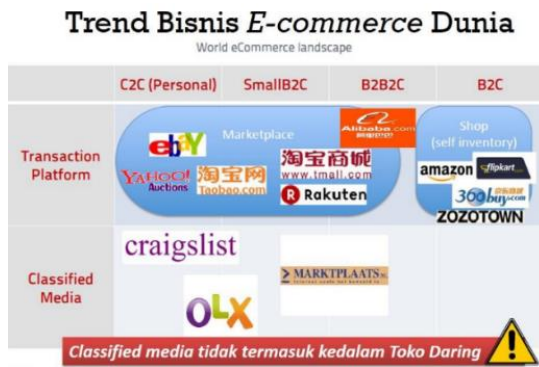 Trend Bisnis E-commerce Dunia
World eCommerce landscape
C2C (Personal) SmallB2C B2B2C B2C
Transaction
Platform
Marketplace
ebay
YAHOO!
Auctions
淘宝网
Taobao.com
Alibaba.com
淘宝商城
www.tmall.com
Rakuten
Shop
(self inventory)
amazon
flipkart
360buy.com
ZOZOTOWN
Classified
Media
craigslist
OLX
MARKTPLAATS
Classified media tidak termasuk kedalam Toko Daring